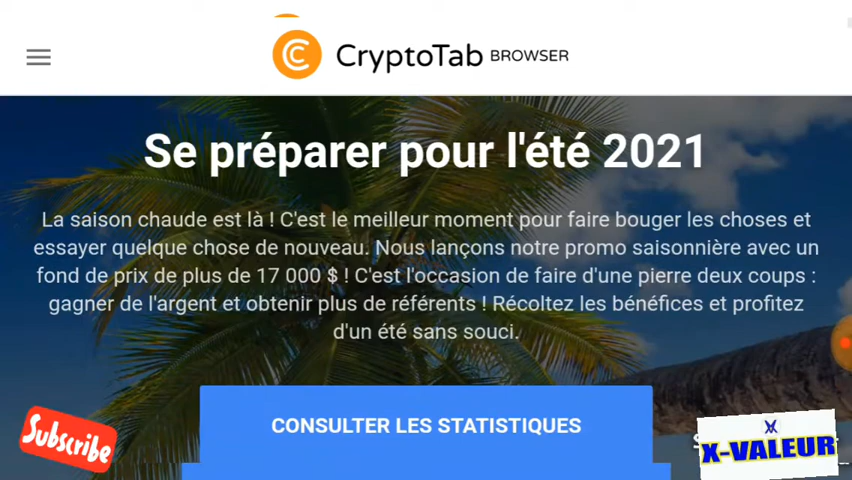 CryptoTab BROWSER
Se préparer pour l'été 2021
La saison chaude est là ! C'est le meilleur moment pour faire bouger les choses et
essayer quelque chose de nouveau. Nous lançons notre promo saisonnière avec un
fond de prix de plus de 17 000 $ ! C'est l'occasion de faire d'une pierre deux coups :
gagner de l'argent et obtenir plus de référents ! Récoltez les bénéfices et profitez
d'un été sans souci.
CONSULTER LES STATISTIQUES
Subscribe
X-VALEUR